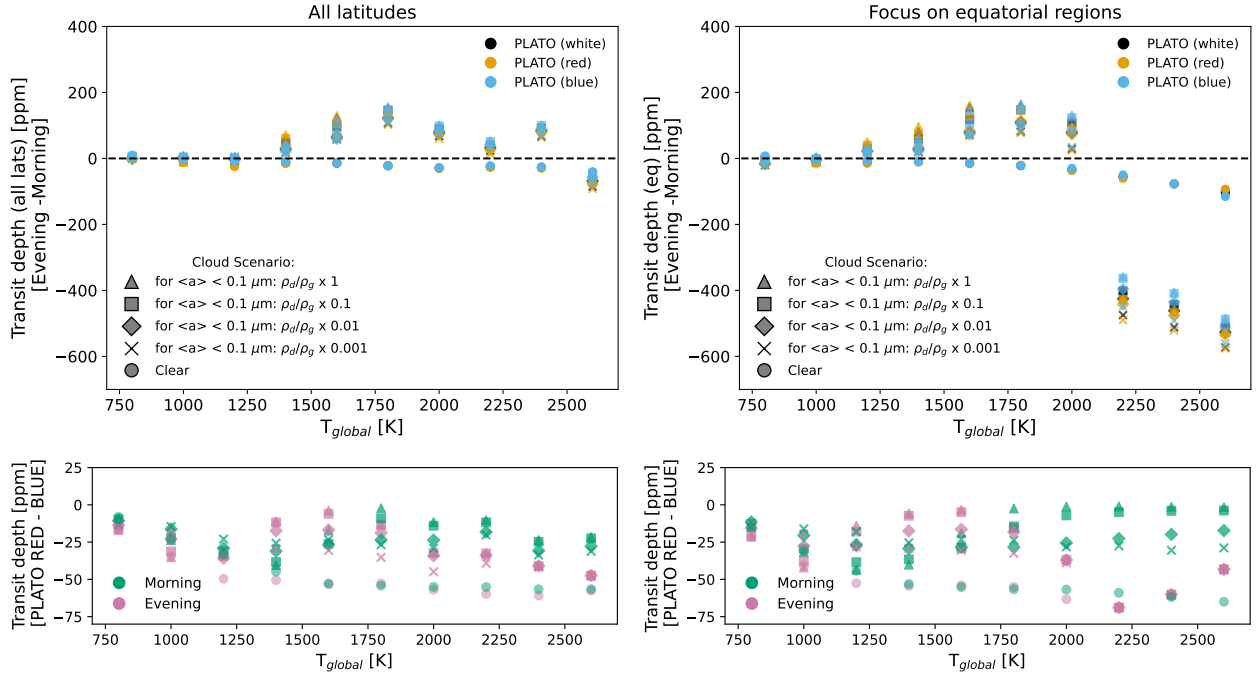 All latitudes
400
200
0
−200
−400
−600
Transit depth (all lats) [ppm]
[Evening -Morning]
PLATO (white)
PLATO (red)
PLATO (blue)
Cloud Scenario:
for <a> < 0.1 μm: ρd/ρg x 1
for <a> < 0.1 μm: ρd/ρg x 0.1
for <a> < 0.1 μm: ρd/ρg x 0.01
for <a> < 0.1 μm: ρd/ρg x 0.001
Clear
750 1000 1250 1500 1750 2000 2250 2500
Tglobal [K]
Focus on equatorial regions
400
200
0
−200
−400
−600
Transit depth (eq) [ppm]
[Evening -Morning]
PLATO (white)
PLATO (red)
PLATO (blue)
Cloud Scenario:
for <a> < 0.1 μm: ρd/ρg x 1
for <a> < 0.1 μm: ρd/ρg x 0.1
for <a> < 0.1 μm: ρd/ρg x 0.01
for <a> < 0.1 μm: ρd/ρg x 0.001
Clear
750 1000 1250 1500 1750 2000 2250 2500
Tglobal [K]
25
0
−25
−50
−75
Transit depth [ppm]
[PLATO RED - BLUE]
Morning
Evening
750 1000 1250 1500 1750 2000 2250 2500
Tglobal [K]
25
0
−25
−50
−75
Transit depth [ppm]
[PLATO RED - BLUE]
Morning
Evening
750 1000 1250 1500 1750 2000 2250 2500
Tglobal [K]